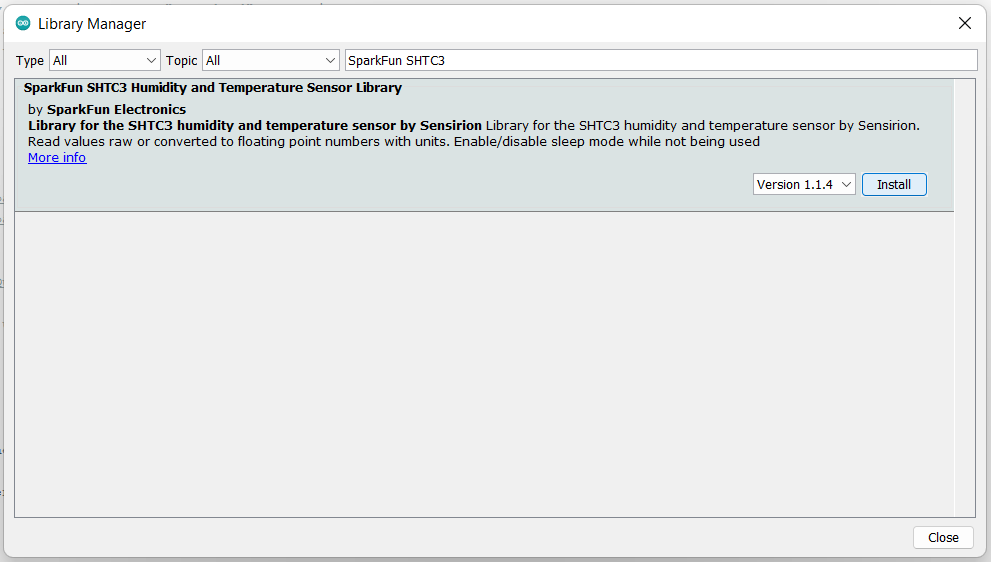 Library Manager
Type All Topic All SparkFun SHTC3
SparkFun SHTC3 Humidity and Temperature Sensor Library
by SparkFun Electronics
Library for the SHTC3 humidity and temperature sensor by Sensirion Library for the SHTC3 humidity and temperature sensor by Sensirion.
Read values raw or converted to floating point numbers with units. Enable/disable sleep mode while not being used
More info
Version 1.1.4 Install
Close